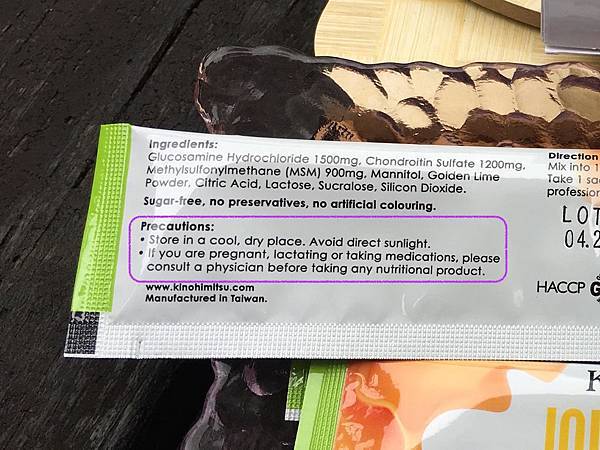 Ingredients:
Glucosamine Hydrochloride 1500mg, Chondroitin Sulfate 1200mg,
Methylsulfonylmethane (MSM) 900mg, Mannitol, Golden Lime
Powder, Citric Acid, Lactose, Sucralose, Silicon Dioxide.
Sugar-free, no preservatives, no artificial colouring.
Precautions:
• Store in a cool, dry place. Avoid direct sunlight.
• If you are pregnant, lactating or taking medications, please
consult a physician before taking any nutritional product.
www.kinohimitsu.com
Manufactured in Taiwan.
Direction
Mix into 1
Take 1 sac
profession
LOT
04.2
HACCP G
K